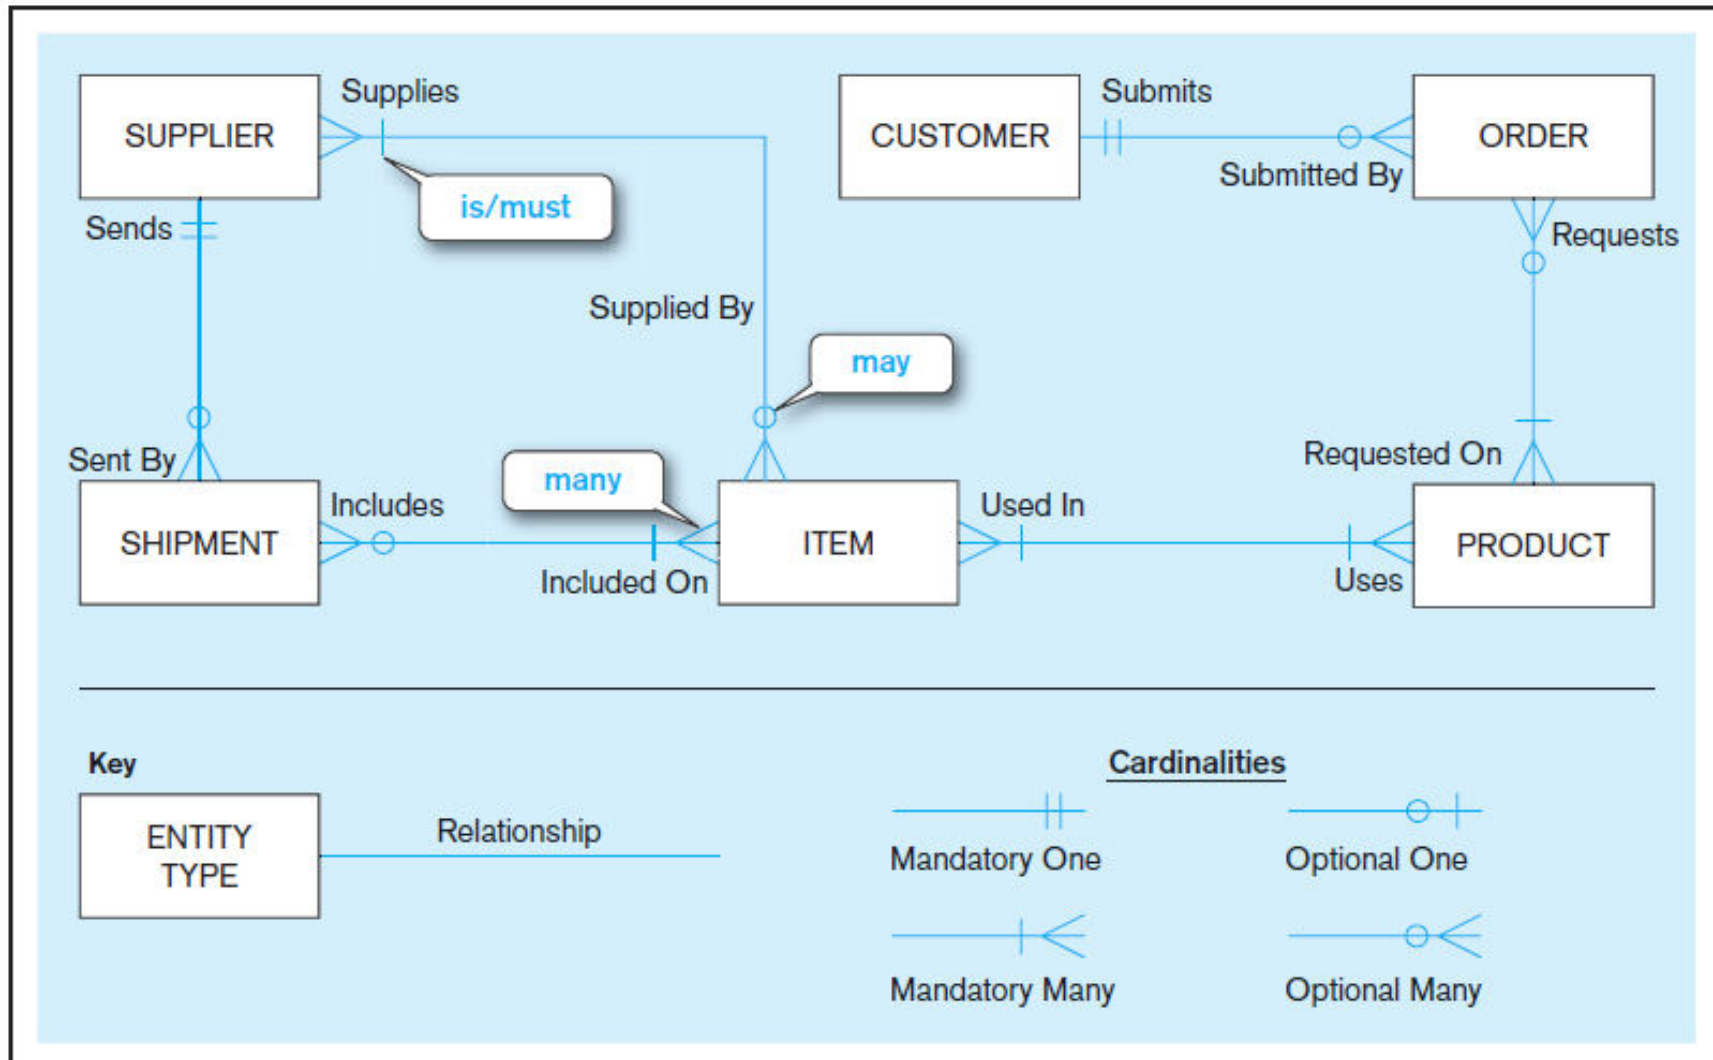 Supplies
Submits
SUPPLIER
CUSTOMER
ORDER
Submitted By
is/must
Sends
Requests
Supplied By
may
Sent By
many
Requested On
Includes
Used In
SHIPMENT
ITEM
PRODUCT
Included On
Uses
Key
Cardinalities
ENTITY
TYPE
Relationship
Mandatory One
Optional One
Mandatory Many
Optional Many